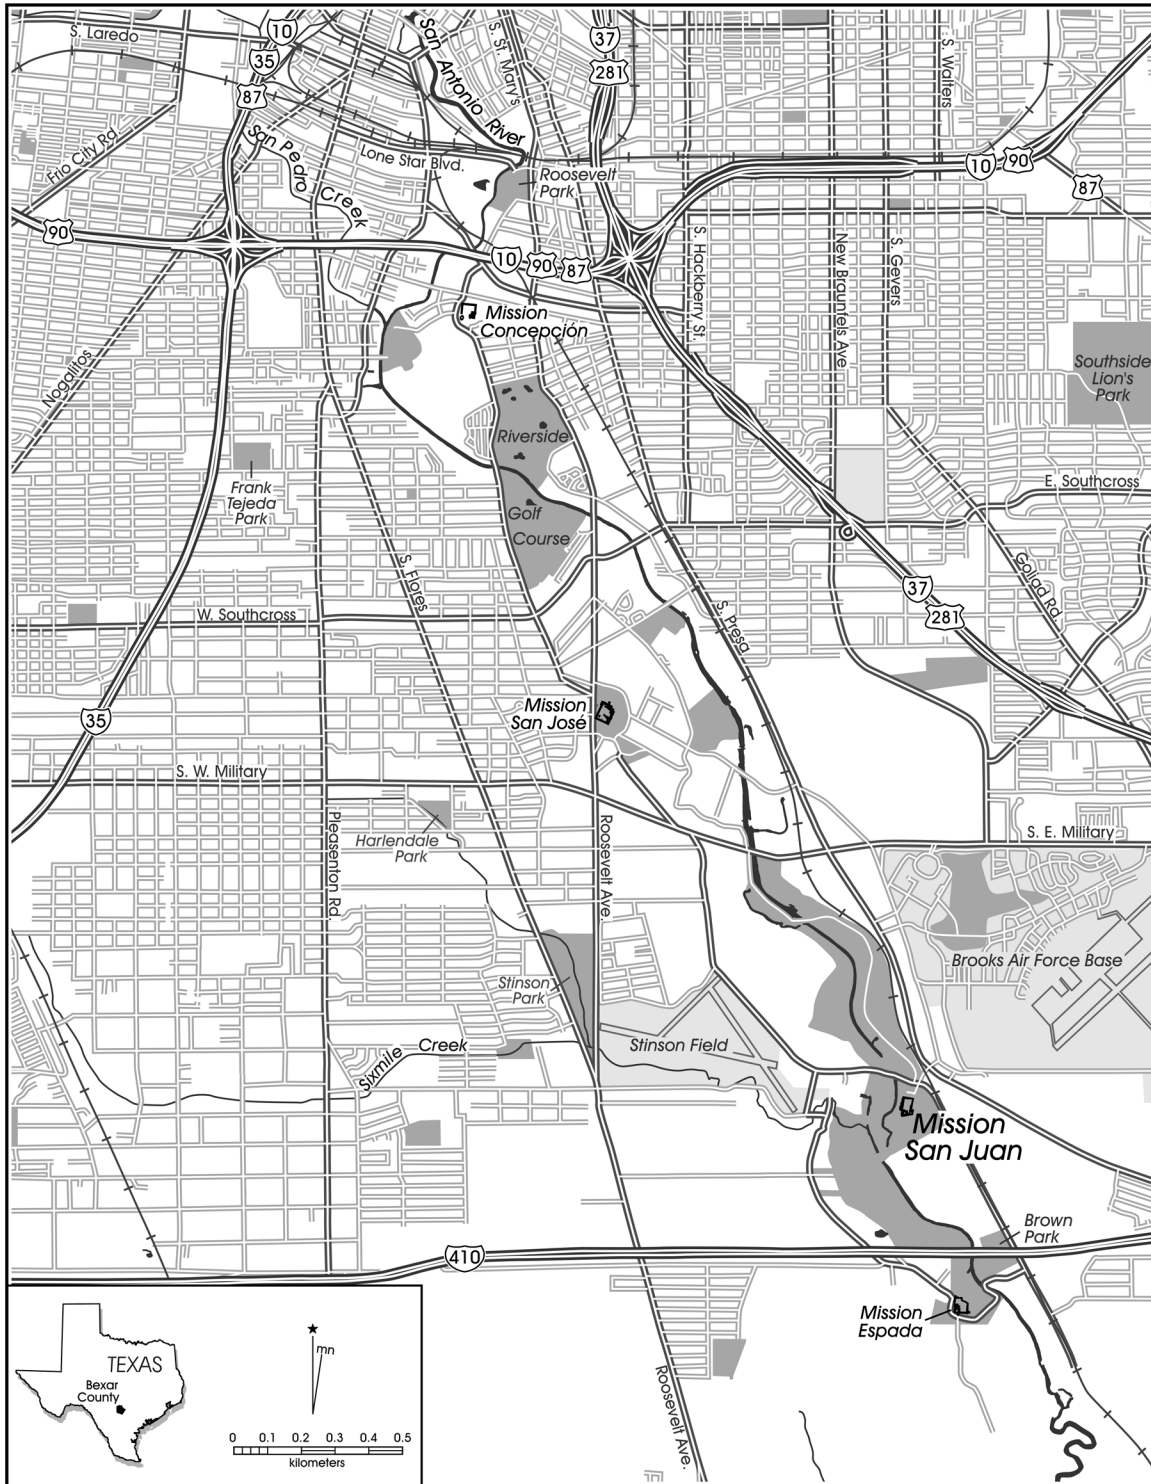 10
37
S. Laredo
San Antonio River
S. St. Mary's
S. Walters
35
281
87
Frio City Rd.
San Pedro Creek
Lone Star Blvd.
Roosevelt
Park
10
90
87
90
10
90
87
S. Hackberry St.
New Braunfels Ave
S. Gevers
Mission
Concepción
Nogalitos
Southside
Lion's
Park
Riverside
Frank
Tejeda
Park
E. Southcross
Golf
Course
S. Flores
Goliad Rd.
37
281
W. Southcross
S. Presa
Mission
San José
35
S. W. Military
Pleasenton Rd.
Harlendale
Park
Roosevelt Ave.
S. E. Military
Brooks Air Force Base
Stinson
Park
Stinson Field
Sixmile Creek
Mission
San Juan
Brown
Park
410
Mission
Espada
Roosevelt Ave.
TEXAS
Bexar
County
mn
0 0.1 0.2 0.3 0.4 0.5
kilometers